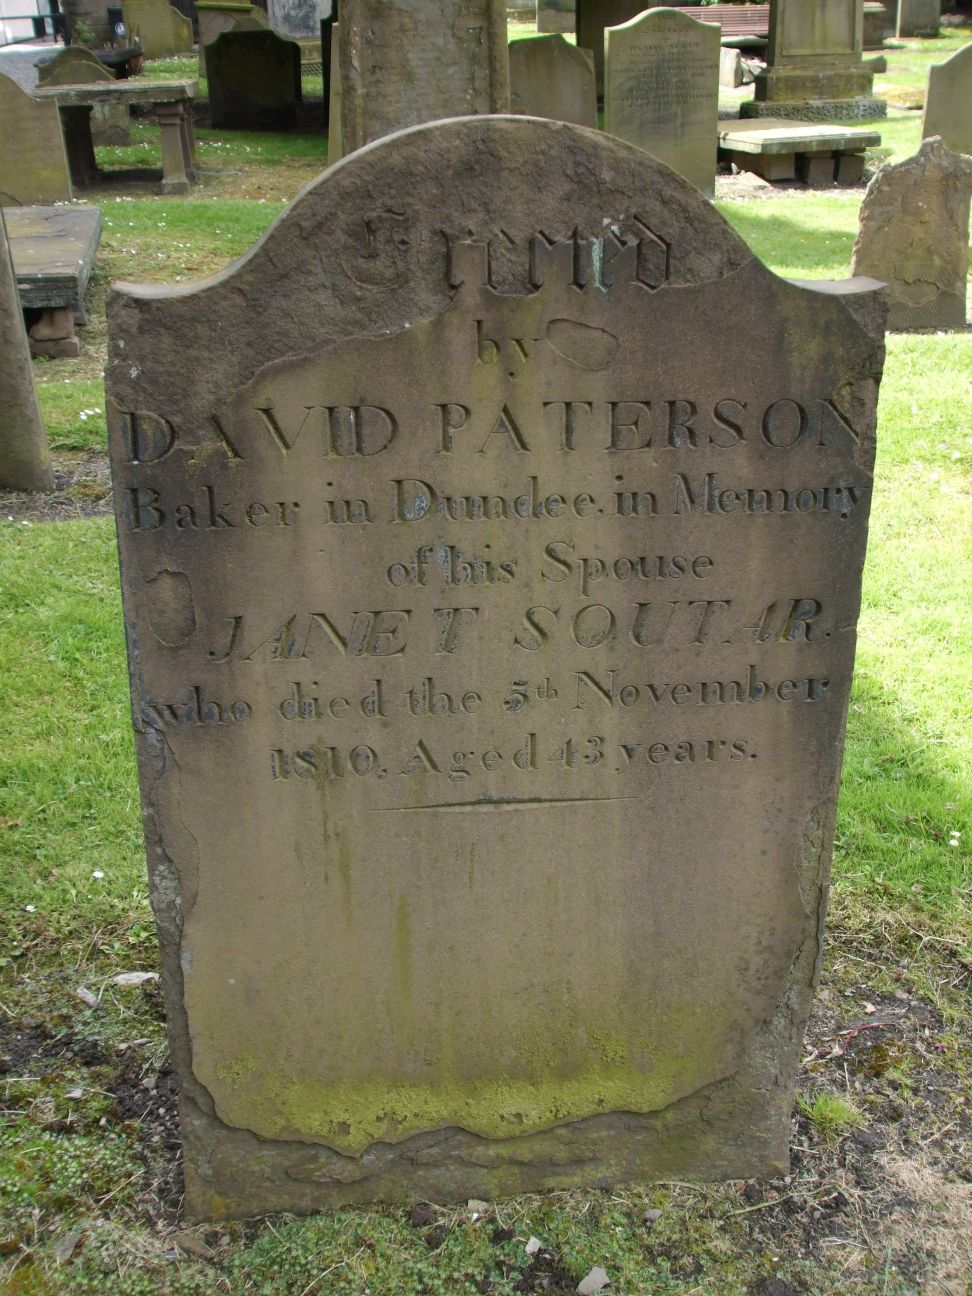 Erected
by
DAVID PATERSON
Baker in Dundee. in Memory
of his Spouse
JANET SOUTAR.
who died the 5th November
1810. Aged 43 years.